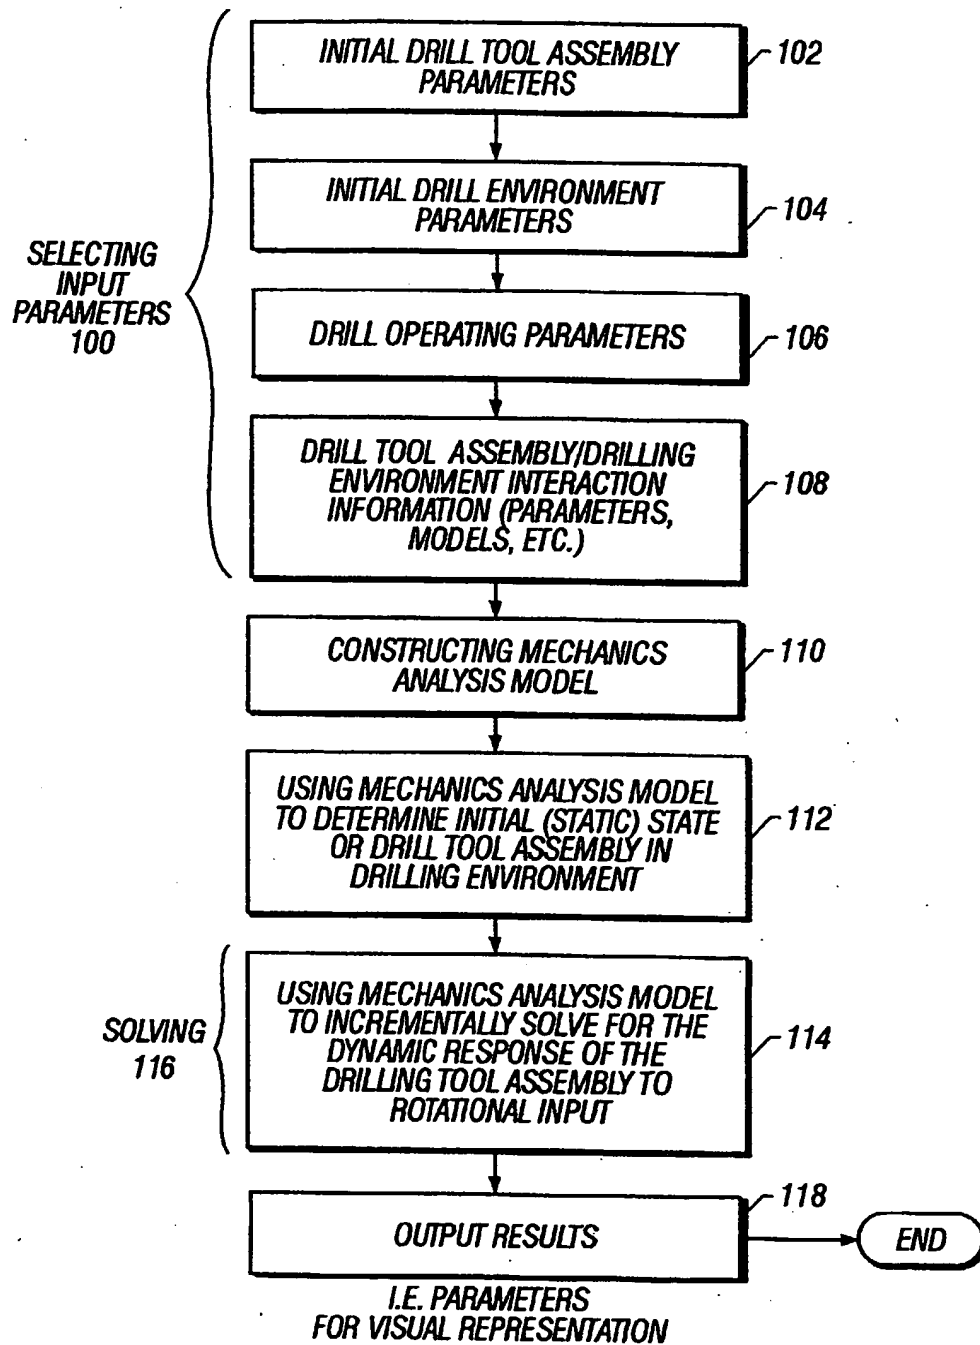 INITIAL DRILL TOOL ASSEMBLY
PARAMETERS
102
INITIAL DRILL ENVIRONMENT
PARAMETERS
104
SELECTING
INPUT
PARAMETERS
100
DRILL OPERATING PARAMETERS
106
DRILL TOOL ASSEMBLY/DRILLING
ENVIRONMENT INTERACTION
INFORMATION (PARAMETERS,
MODELS, ETC.)
108
CONSTRUCTING MECHANICS
ANALYSIS MODEL
110
USING MECHANICS ANALYSIS MODEL
TO DETERMINE INITIAL (STATIC) STATE
OR DRILL TOOL ASSEMBLY IN
DRILLING ENVIRONMENT
112
SOLVING
116
USING MECHANICS ANALYSIS MODEL
TO INCREMENTALLY SOLVE FOR THE
DYNAMIC RESPONSE OF THE
DRILLING TOOL ASSEMBLY TO
ROTATIONAL INPUT
114
OUTPUT RESULTS
118
END
I.E. PARAMETERS
FOR VISUAL REPRESENTATION